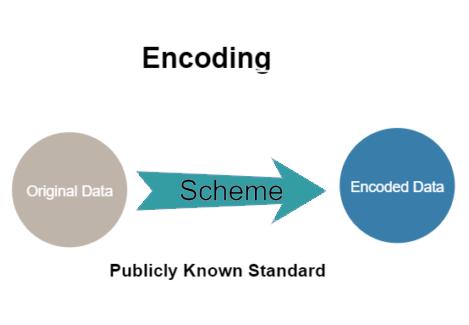 Encoding
Original Data
Scheme
Encoded Data
Publicly Known Standard